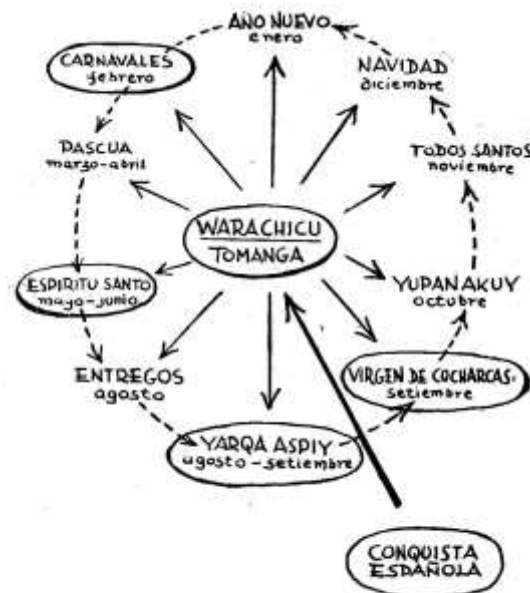 AÑO NUEVO
enero
CARNAVALES
febrero
NAVIDAD
diciembre
PASCUA
marzo-abril
TODOS SANTOS
noviembre
WARACHICU
TOMANGA
ESPIRITU SANTO
mayo-junio
YUPANAKUY
octubre
ENTREGOS
agosto
VIRGEN DE COCHARCAS.
setiembre
YARQA ASPIY
agosto-setiembre
CONQUISTA
ESPAÑOLA